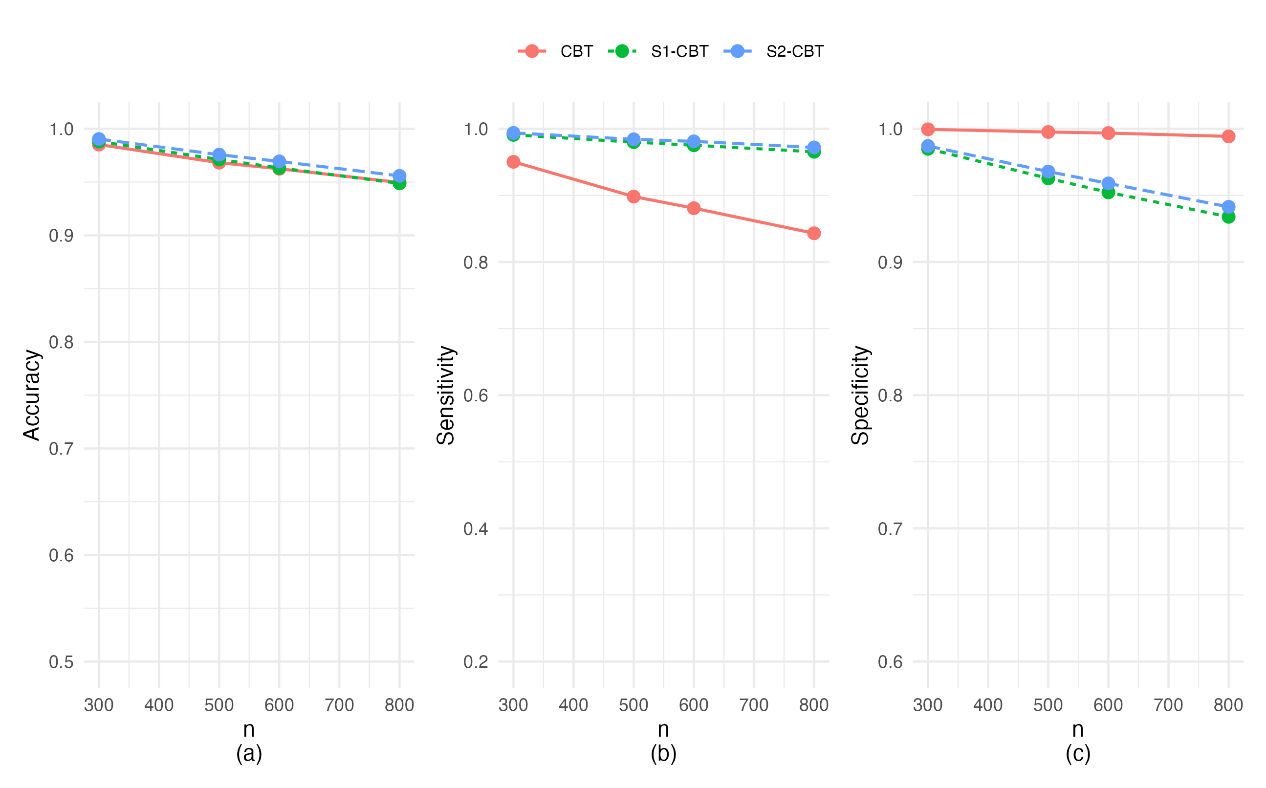 CBT S1-CBT S2-CBT
Accuracy
1.0
0.9
0.8
0.7
0.6
0.5
300 400 500 600 700 800
n
(a)
Sensitivity
1.0
0.8
0.6
0.4
0.2
300 400 500 600 700 800
n
(b)
Specificity
1.0
0.9
0.8
0.7
0.6
300 400 500 600 700 800
n
(c)